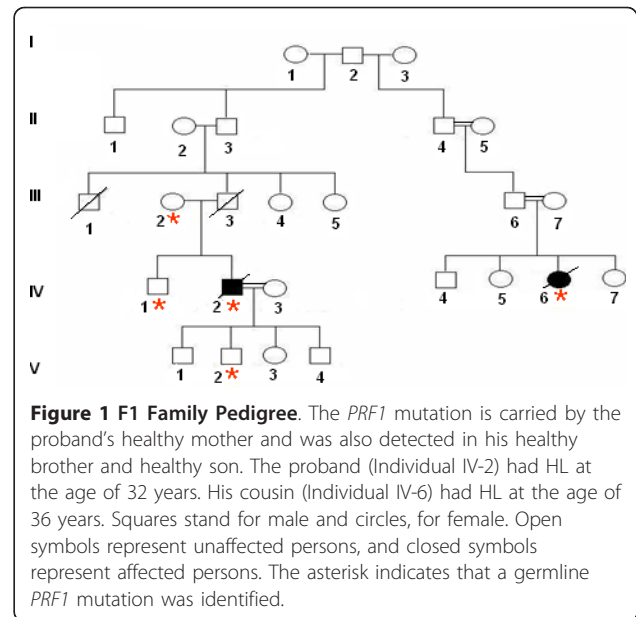 I
1 2 3
II
1 2 3 4 5
III
1 2 * 3 4 5 6 7
IV
1 * 2 * 3 4 5 6 * 7
V
1 2 * 3 4
Figure 1 F1 Family Pedigree. The PRF1 mutation is carried by the
proband's healthy mother and was also detected in his healthy
brother and healthy son. The proband (Individual IV-2) had HL at
the age of 32 years. His cousin (Individual IV-6) had HL at the age of
36 years. Squares stand for male and circles, for female. Open
symbols represent unaffected persons, and closed symbols
represent affected persons. The asterisk indicates that a germline
PRF1 mutation was identified.